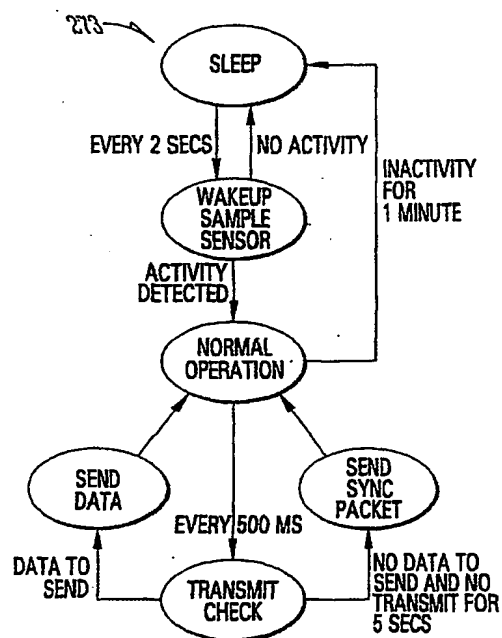 273
SLEEP
EVERY 2 SECS
NO ACTIVITY
INACTIVITY
FOR
1 MINUTE
WAKEUP
SAMPLE
SENSOR
ACTIVITY
DETECTED
NORMAL
OPERATION
SEND
DATA
SEND
SYNC
PACKET
EVERY 500 MS
DATA TO
SEND
TRANSMIT
CHECK
NO DATA TO
SEND AND NO
TRANSMIT FOR
5 SECS